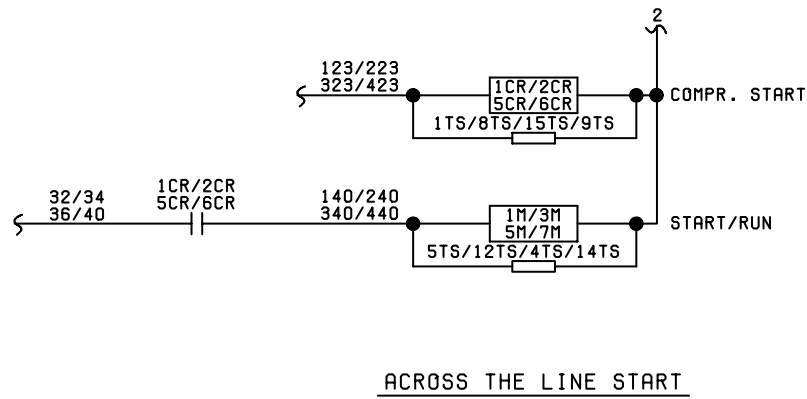 2
123/223
323/423
1CR/2CR
5CR/6CR
COMPR. START
1TS/8TS/15TS/9TS
32/34
36/40
1CR/2CR
5CR/6CR
140/240
340/440
1M/3M
5M/7M
START/RUN
5TS/12TS/4TS/14TS
ACROSS THE LINE START